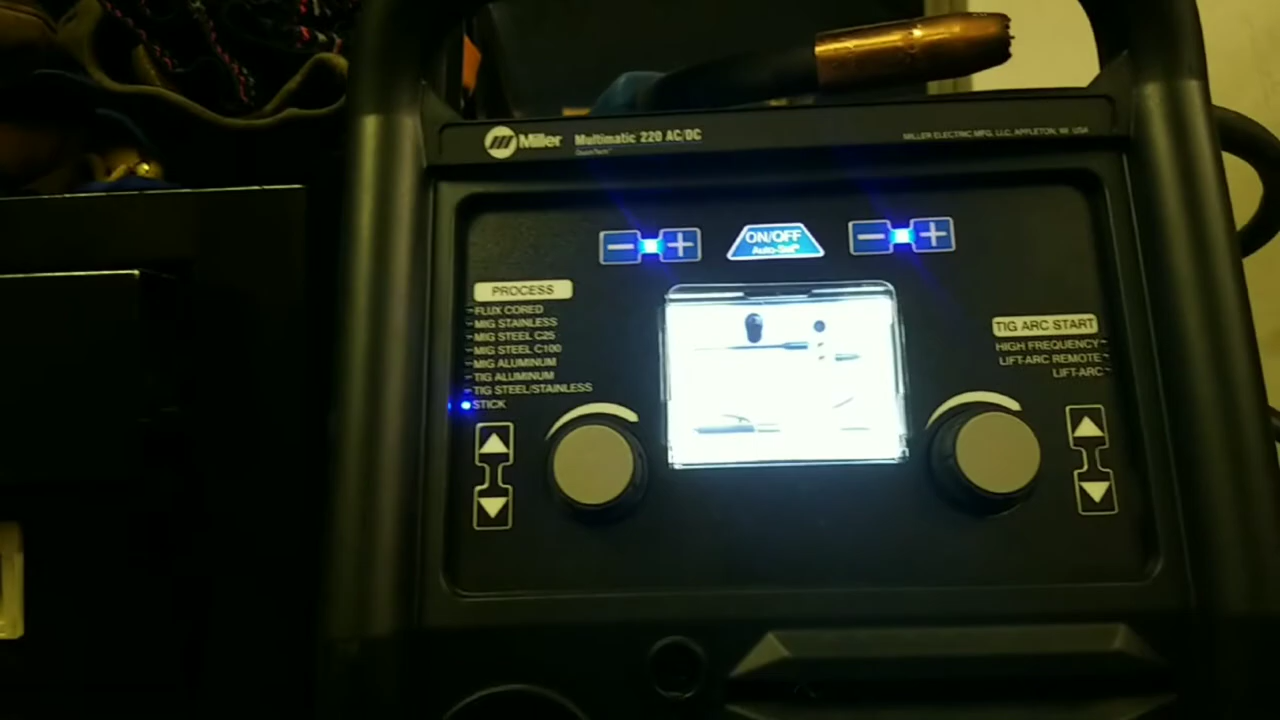 Miller Multimatic 220 AC/DC
MILLER ELECTRIC MFG. LLC, APPLETON, WI. USA
ON/OFF
Auto-Set™
PROCESS
FLUX CORED
MIG STAINLESS
MIG STEEL C25
MIG STEEL C100
MIG ALUMINUM
TIG ALUMINUM
TIG STEEL/STAINLESS
STICK
TIG ARC START
HIGH FREQUENCY
LIFT-ARC REMOTE
LIFT-ARC